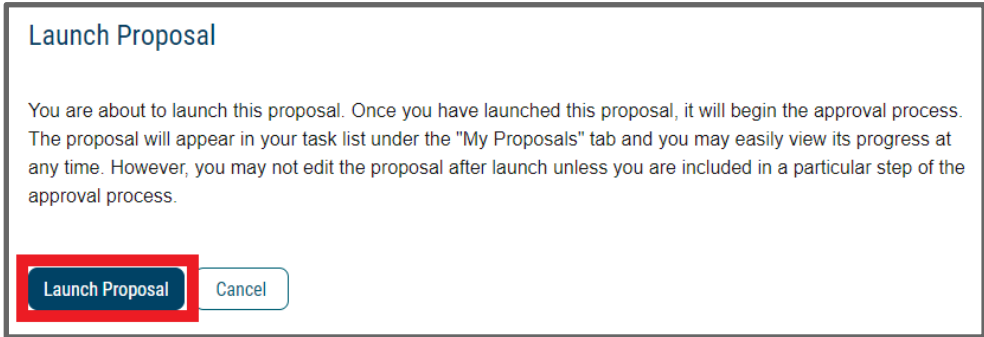 Launch Proposal
You are about to launch this proposal. Once you have launched this proposal, it will begin the approval process.
The proposal will appear in your task list under the "My Proposals" tab and you may easily view its progress at
any time. However, you may not edit the proposal after launch unless you are included in a particular step of the
approval process.
Launch Proposal Cancel